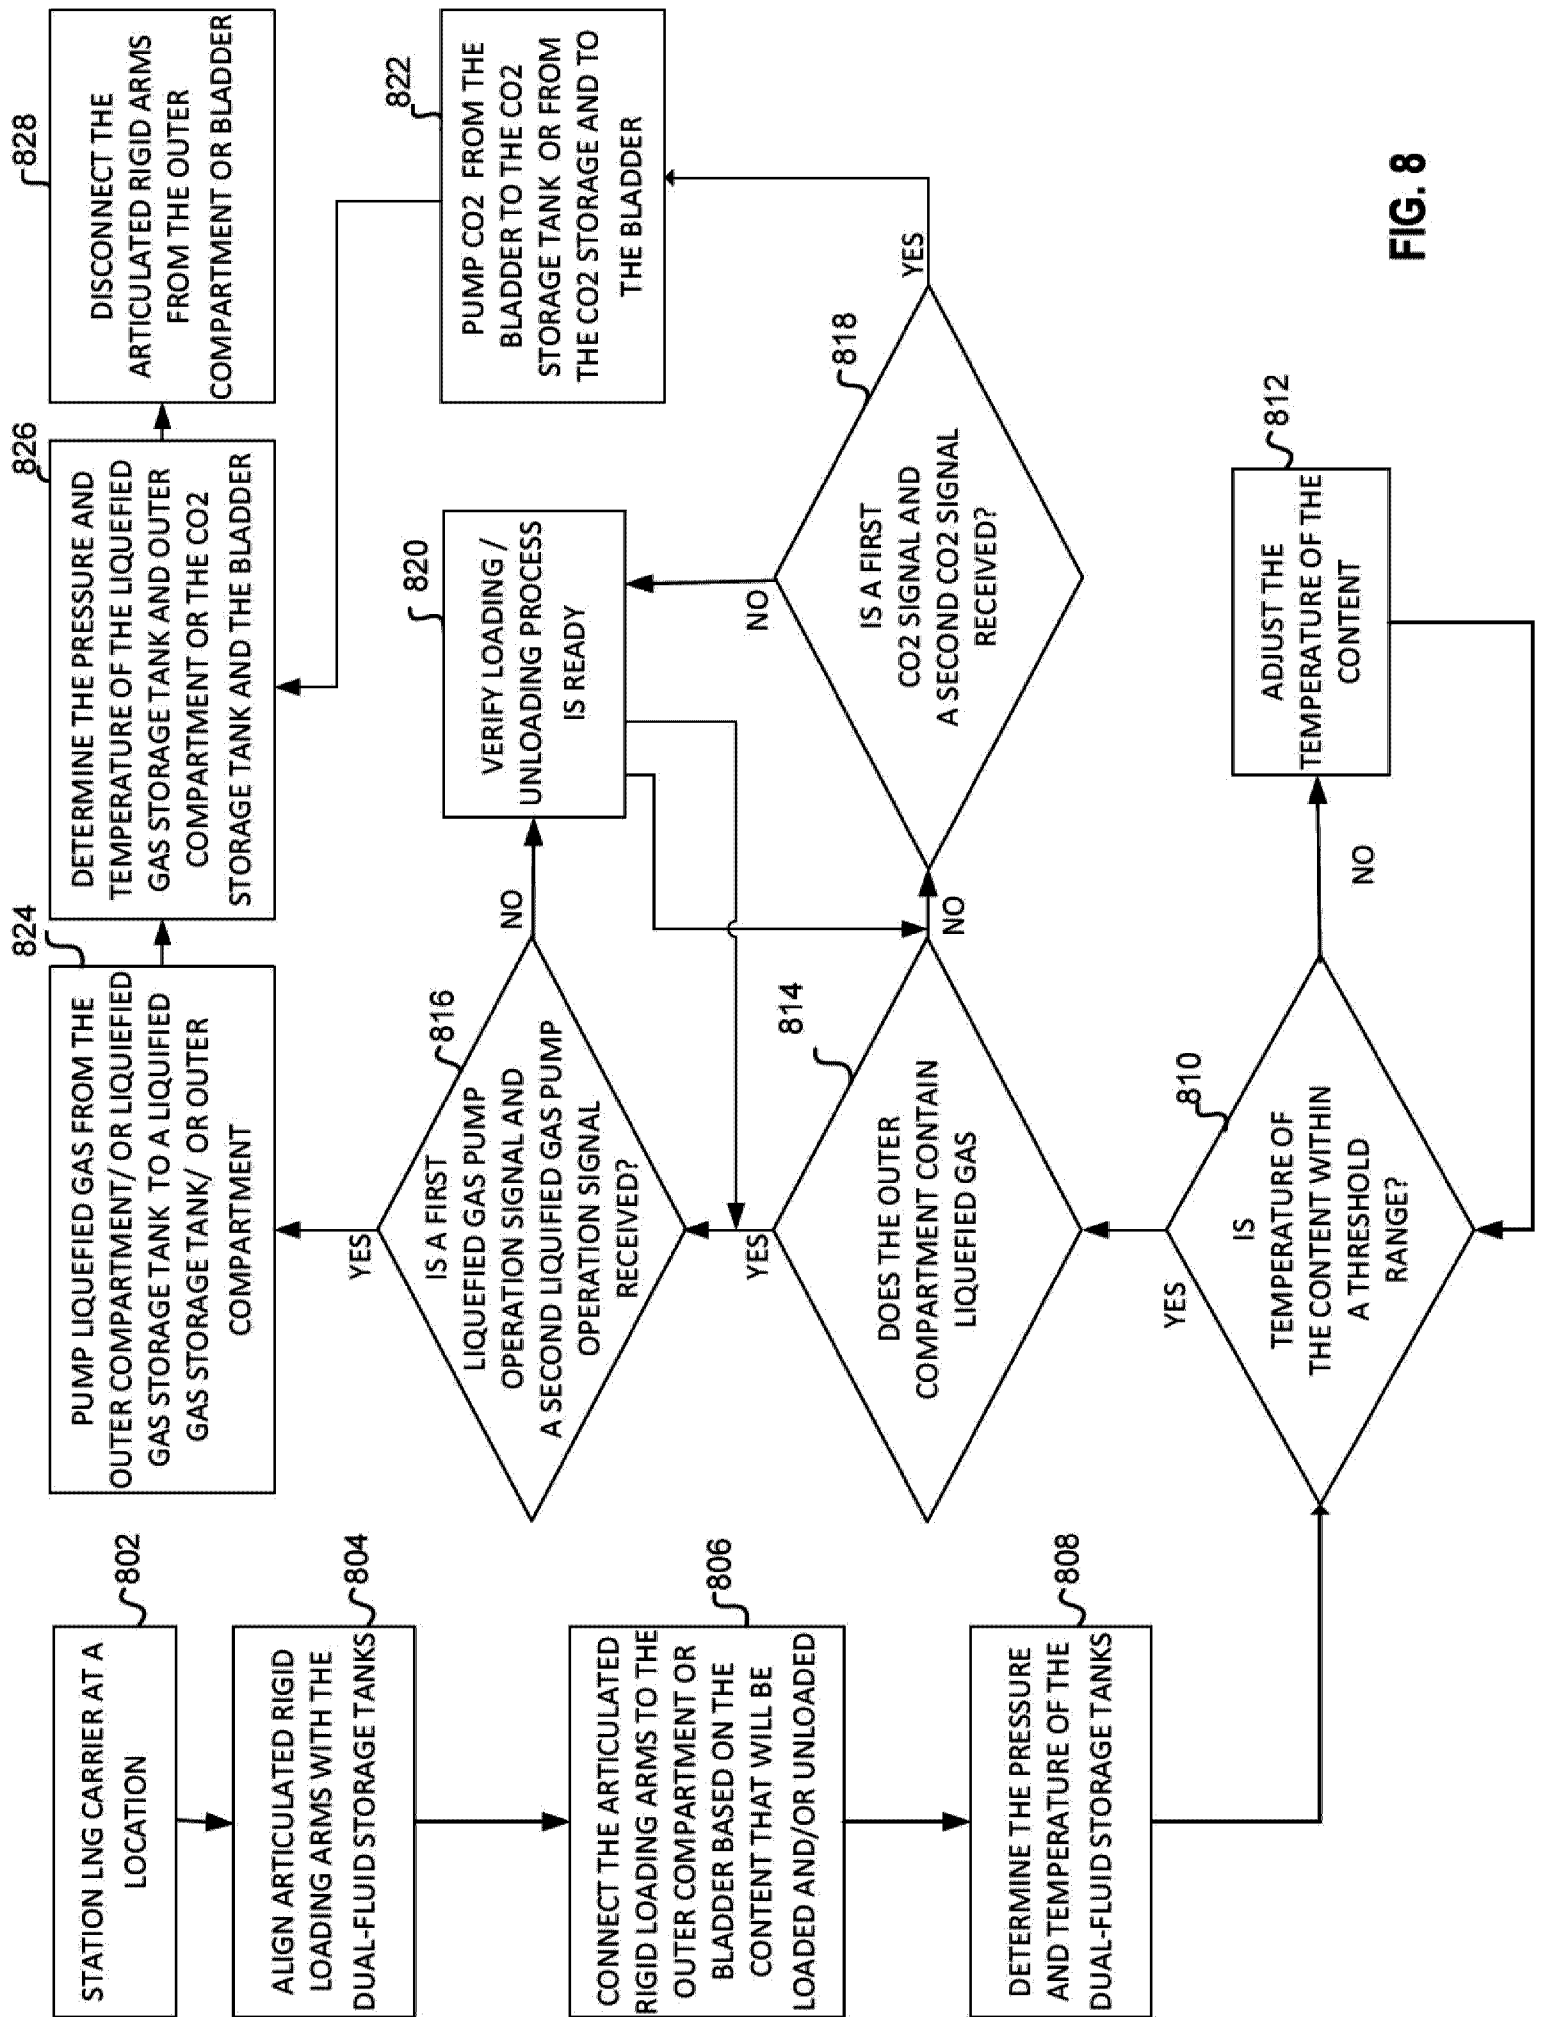 802
STATION LNG CARRIER AT A
LOCATION
804
ALIGN ARTICULATED RIGID
LOADING ARMS WITH THE
DUAL-FLUID STORAGE TANKS
806
CONNECT THE ARTICULATED
RIGID LOADING ARMS TO THE
OUTER COMPARTMENT OR
BLADDER BASED ON THE
CONTENT THAT WILL BE
LOADED AND/OR UNLOADED
808
DETERMINE THE PRESSURE
AND TEMPERATURE OF THE
DUAL-FLUID STORAGE TANKS
810
IS
TEMPERATURE OF
THE CONTENT WITHIN
A THRESHOLD
RANGE?
YES
NO
812
ADJUST THE
TEMPERATURE OF THE
CONTENT
814
DOES THE OUTER
COMPARTMENT CONTAIN
LIQUEFIED GAS
YES
NO
816
IS A FIRST
LIQUEFIED GAS PUMP
OPERATION SIGNAL AND
A SECOND LIQUIFIED GAS PUMP
OPERATION SIGNAL
RECEIVED?
YES
NO
818
IS A FIRST
CO2 SIGNAL AND
A SECOND CO2 SIGNAL
RECEIVED?
NO
YES
820
VERIFY LOADING /
UNLOADING PROCESS
IS READY
822
PUMP CO2 FROM THE
BLADDER TO THE CO2
STORAGE TANK OR FROM
THE CO2 STORAGE AND TO
THE BLADDER
824
PUMP LIQUEFIED GAS FROM THE
OUTER COMPARTMENT/ OR LIQUIEFIED
GAS STORAGE TANK TO A LIQUIFIED
GAS STORAGE TANK/ OR OUTER
COMPARTMENT
826
DETERMINE THE PRESSURE AND
TEMPERATURE OF THE LIQUEFIED
GAS STORAGE TANK AND OUTER
COMPARTMENT OR THE CO2
STORAGE TANK AND THE BLADDER
828
DISCONNECT THE
ARTICULATED RIGID ARMS
FROM THE OUTER
COMPARTMENT OR BLADDER
FIG. 8